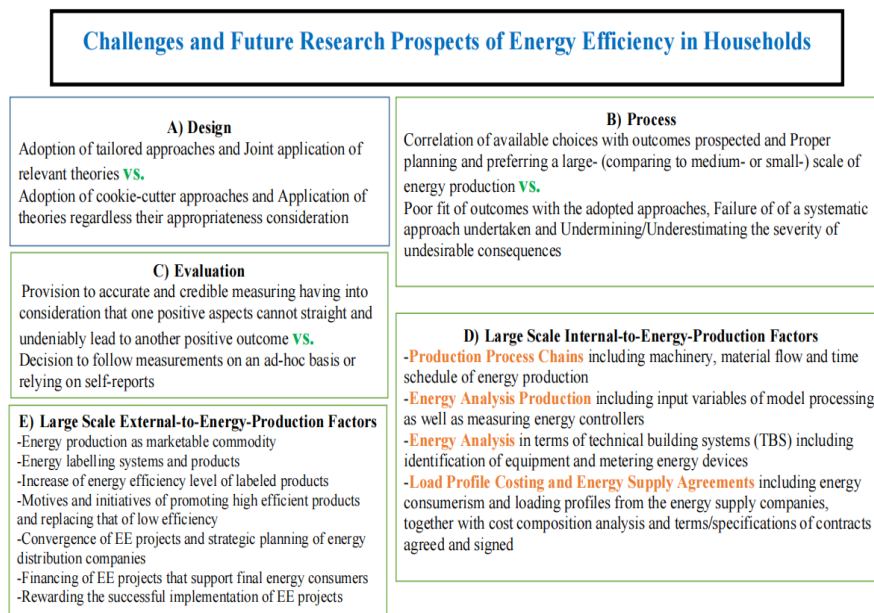 Challenges and Future Research Prospects of Energy Efficiency in Households
A) Design
Adoption of tailored approaches and Joint application of
relevant theories vs.
Adoption of cookie-cutter approaches and Application of
theories regardless their appropriateness consideration
B) Process
Correlation of available choices with outcomes prospected and Proper
planning and preferring a large- (comparing to medium- or small-) scale of
energy production vs.
Poor fit of outcomes with the adopted approaches, Failure of of a systematic
approach undertaken and Undermining/Underestimating the severity of
undesirable consequences
C) Evaluation
Provision to accurate and credible measuring having into
consideration that one positive aspects cannot straight and
undeniably lead to another positive outcome vs.
Decision to follow measurements on an ad-hoc basis or
relying on self-reports
D) Large Scale Internal-to-Energy-Production Factors
-Production Process Chains including machinery, material flow and time
schedule of energy production
-Energy Analysis Production including input variables of model processing
as well as measuring energy controllers
-Energy Analysis in terms of technical building systems (TBS) including
identification of equipment and metering energy devices
-Load Profile Costing and Energy Supply Agreements including energy
consumerism and loading profiles from the energy supply companies,
together with cost composition analysis and terms/specifications of contracts
agreed and signed
E) Large Scale External-to-Energy-Production Factors
-Energy production as marketable commodity
-Energy labelling systems and products
-Increase of energy efficiency level of labeled products
-Motives and initiatives of promoting high efficient products
and replacing that of low efficiency
-Convergence of EE projects and strategic planning of energy
distribution companies
-Financing of EE projects that support final energy consumers
-Rewarding the successful implementation of EE projects